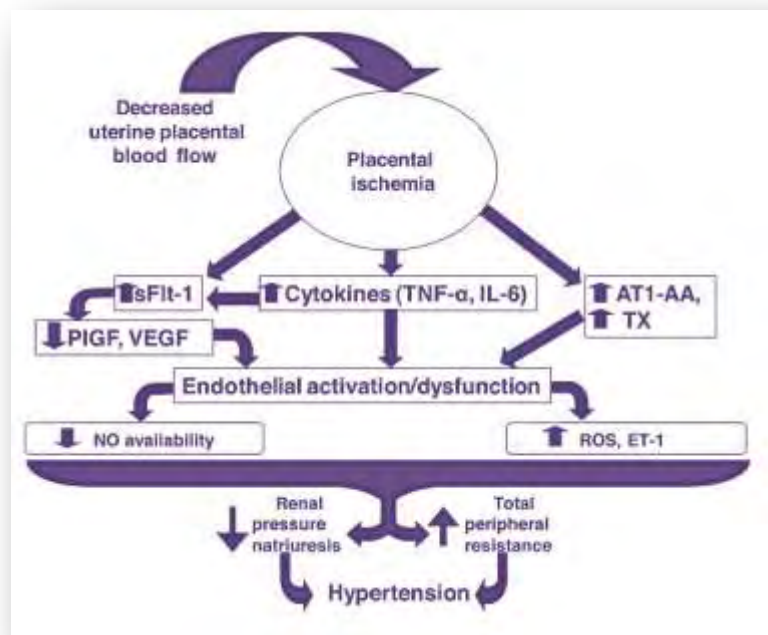 Decreased
uterine placental
blood flow
Placental
ischemia
sFlt-1
Cytokines (TNF-α, IL-6)
AT1-AA,
TX
PIGF, VEGF
Endothelial activation/dysfunction
NO availability
ROS, ET-1
Renal
pressure
natriuresis
Total
peripheral
resistance
Hypertension